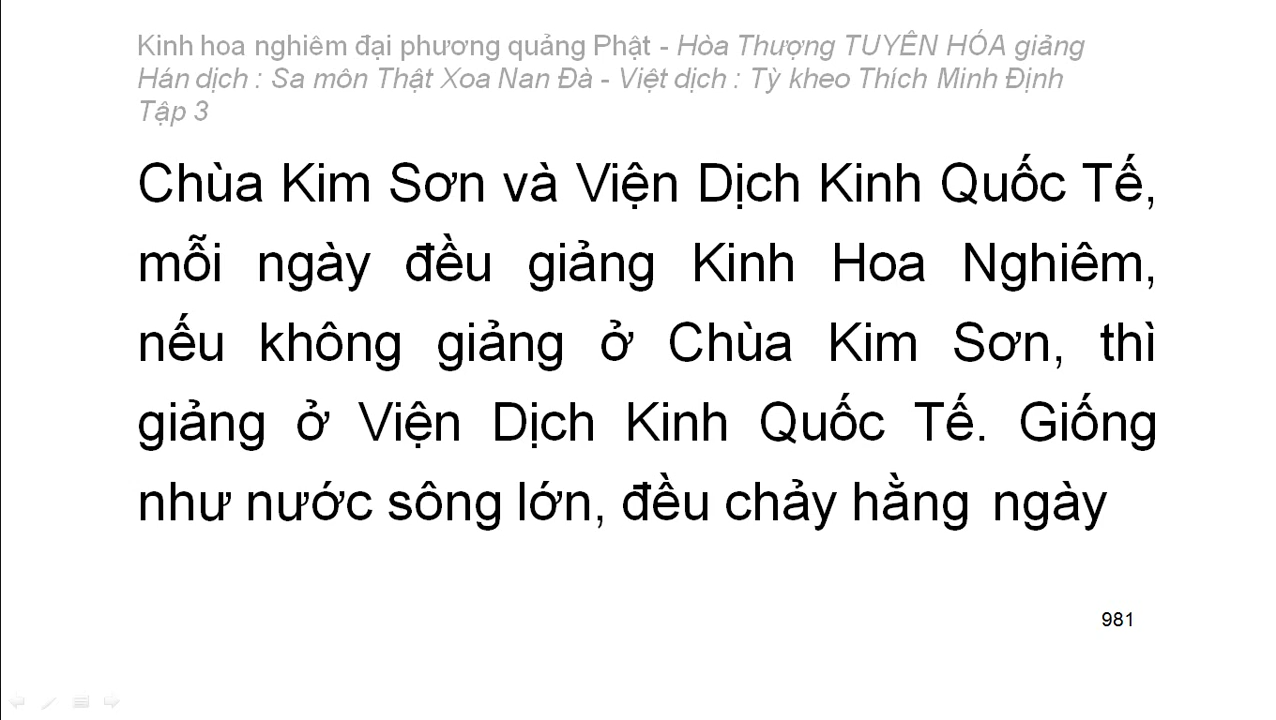 Kinh hoa nghiêm đại phương quảng Phật - Hòa Thượng TUYÊN HÓA giảng
Hán dịch : Sa môn Thật Xoa Nan Đà - Việt dịch : Tỳ kheo Thích Minh Định
Tập 3
Chùa Kim Sơn và Viện Dịch Kinh Quốc Tế,
mỗi ngày đều giảng Kinh Hoa Nghiêm,
nếu không giảng ở Chùa Kim Sơn, thì
giảng ở Viện Dịch Kinh Quốc Tế. Giống
như nước sông lớn, đều chảy hằng ngày
981